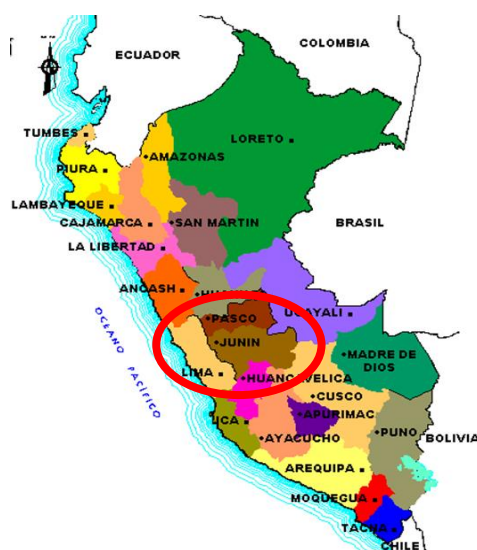 COLOMBIA
ECUADOR
TUMBES
LORETO
AMAZONAS
PIURA
LAMBAYEQUE
CAJAMARCA
SAN MARTIN
BRASIL
LA LIBERTAD
ANCASH
UCAYALI
PASCO
JUNIN
MADRE DE
DIOS
LIMA
HUANCAVELICA
CUSCO
OCEANO PACÍFICO
APURIMAC
ICA
AYACUCHO
PUNO
BOLIVIA
AREQUIPA
MOQUEGUA
TACNA
CHILE